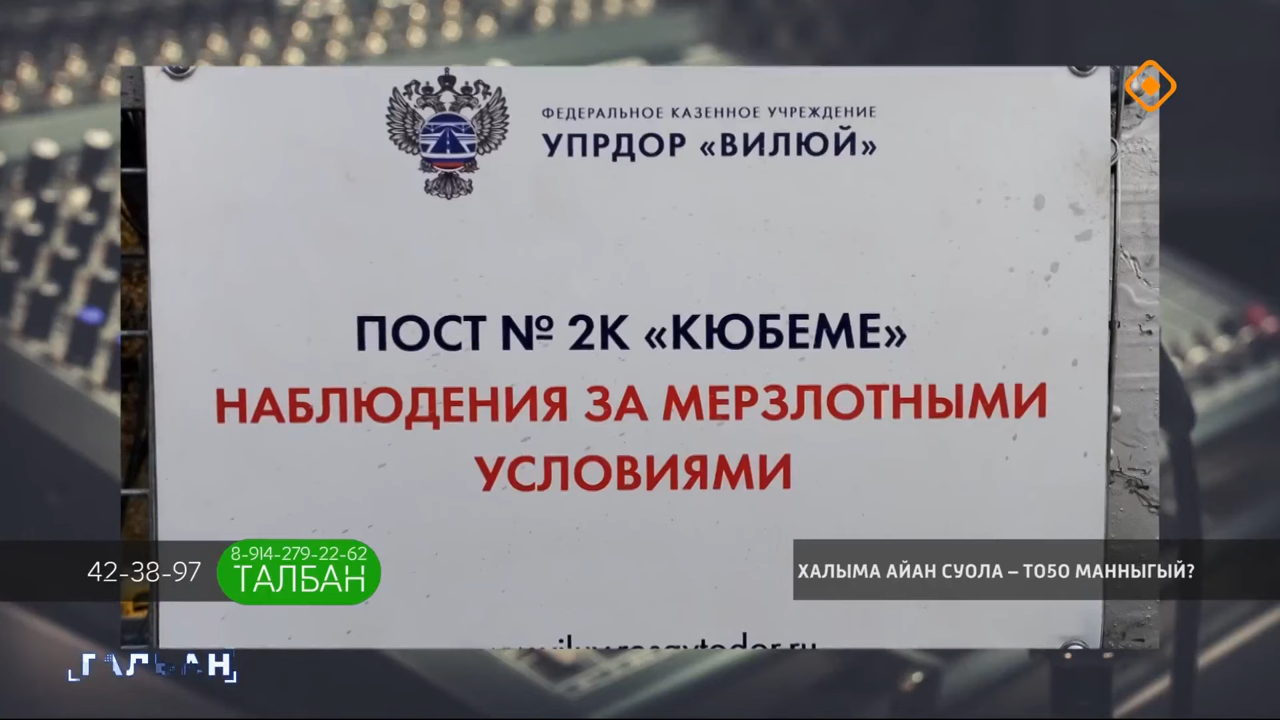 ФЕДЕРАЛЬНОЕ КАЗЕННОЕ УЧРЕЖДЕНИЕ
УПРДОР «ВИЛЮЙ»
ПОСТ № 2К «КЮБЕМЕ»
НАБЛЮДЕНИЯ ЗА МЕРЗЛОТНЫМИ
УСЛОВИЯМИ
42-38-97
8-914-279-22-62
ТАЛБАН
ХАЛЫМА АЙАН СУОЛА – ТО50 МАННЫГЫЙ?